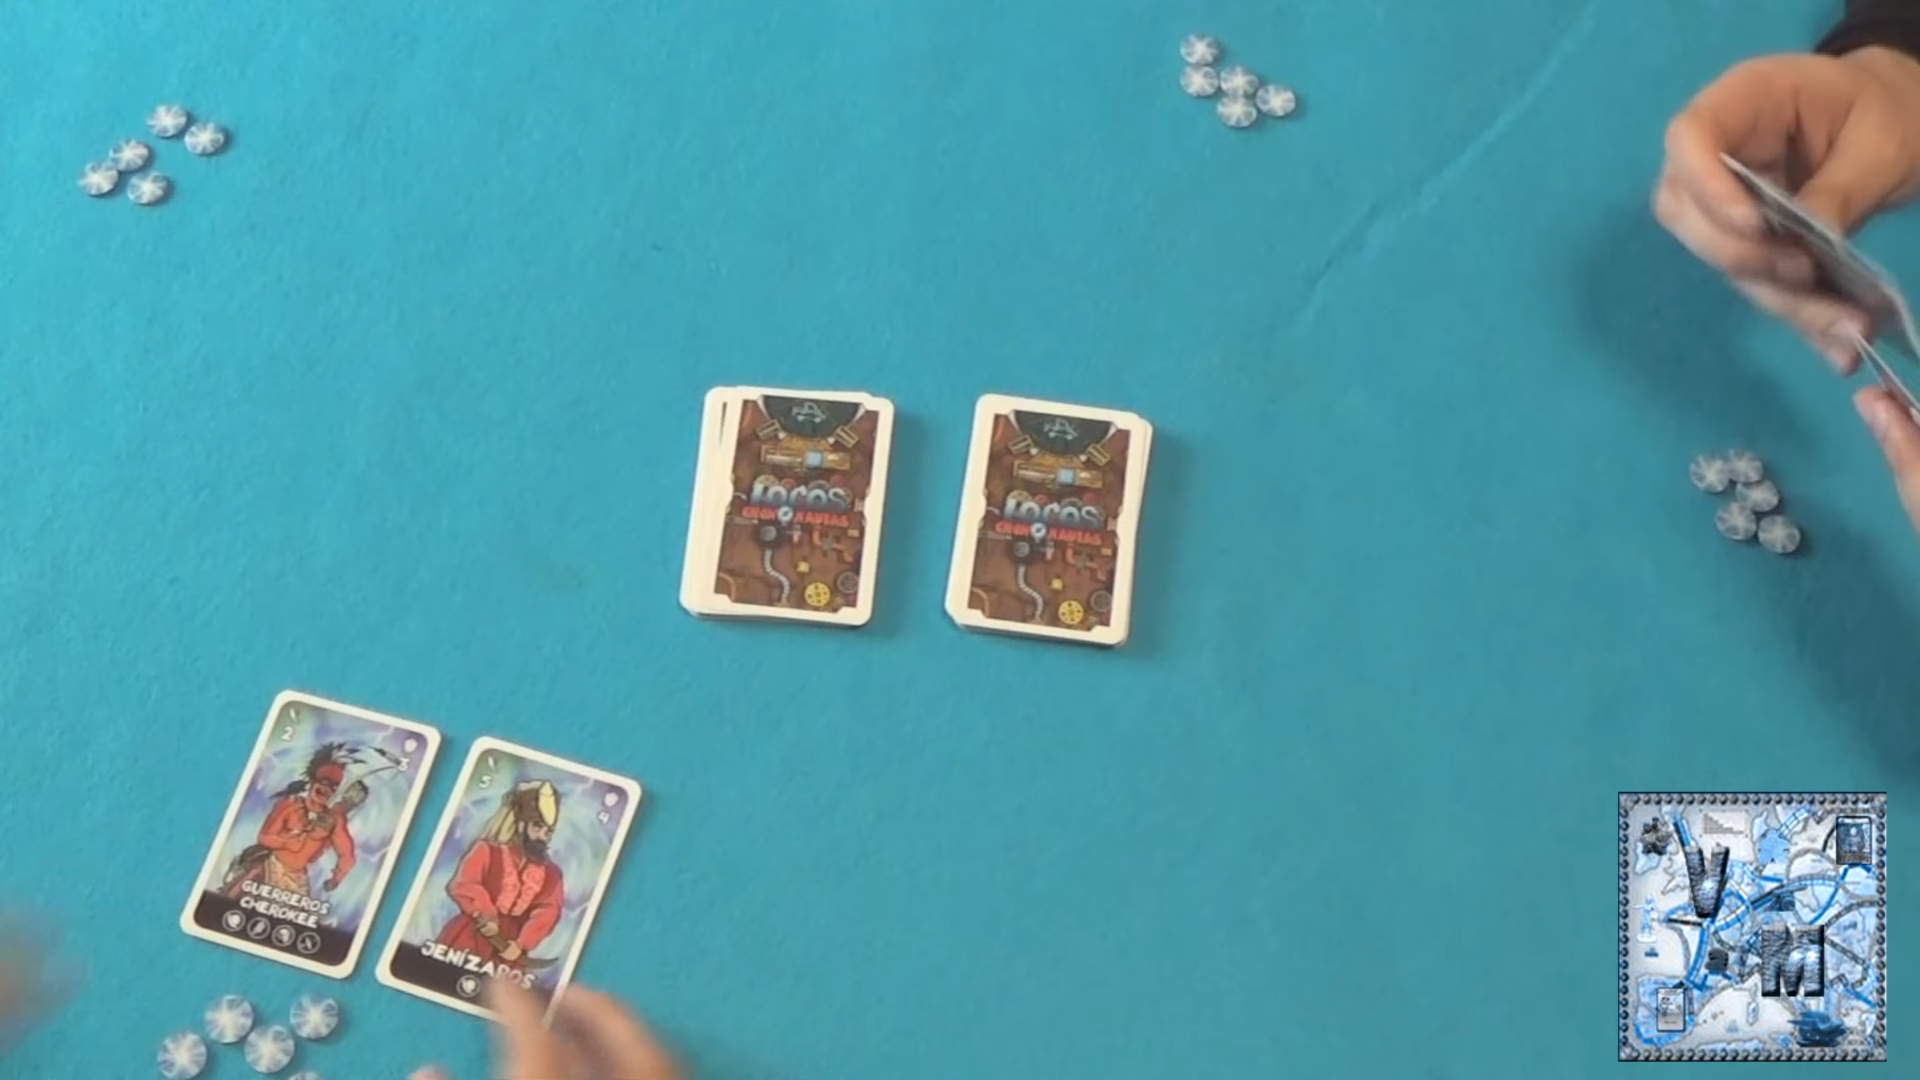 LOCOS
CRONONAUTAS
LOCOS
CRONONAUTAS
2
3
GUERREROS
CHEROKEE
5
4
JENÍZAROS
V
M